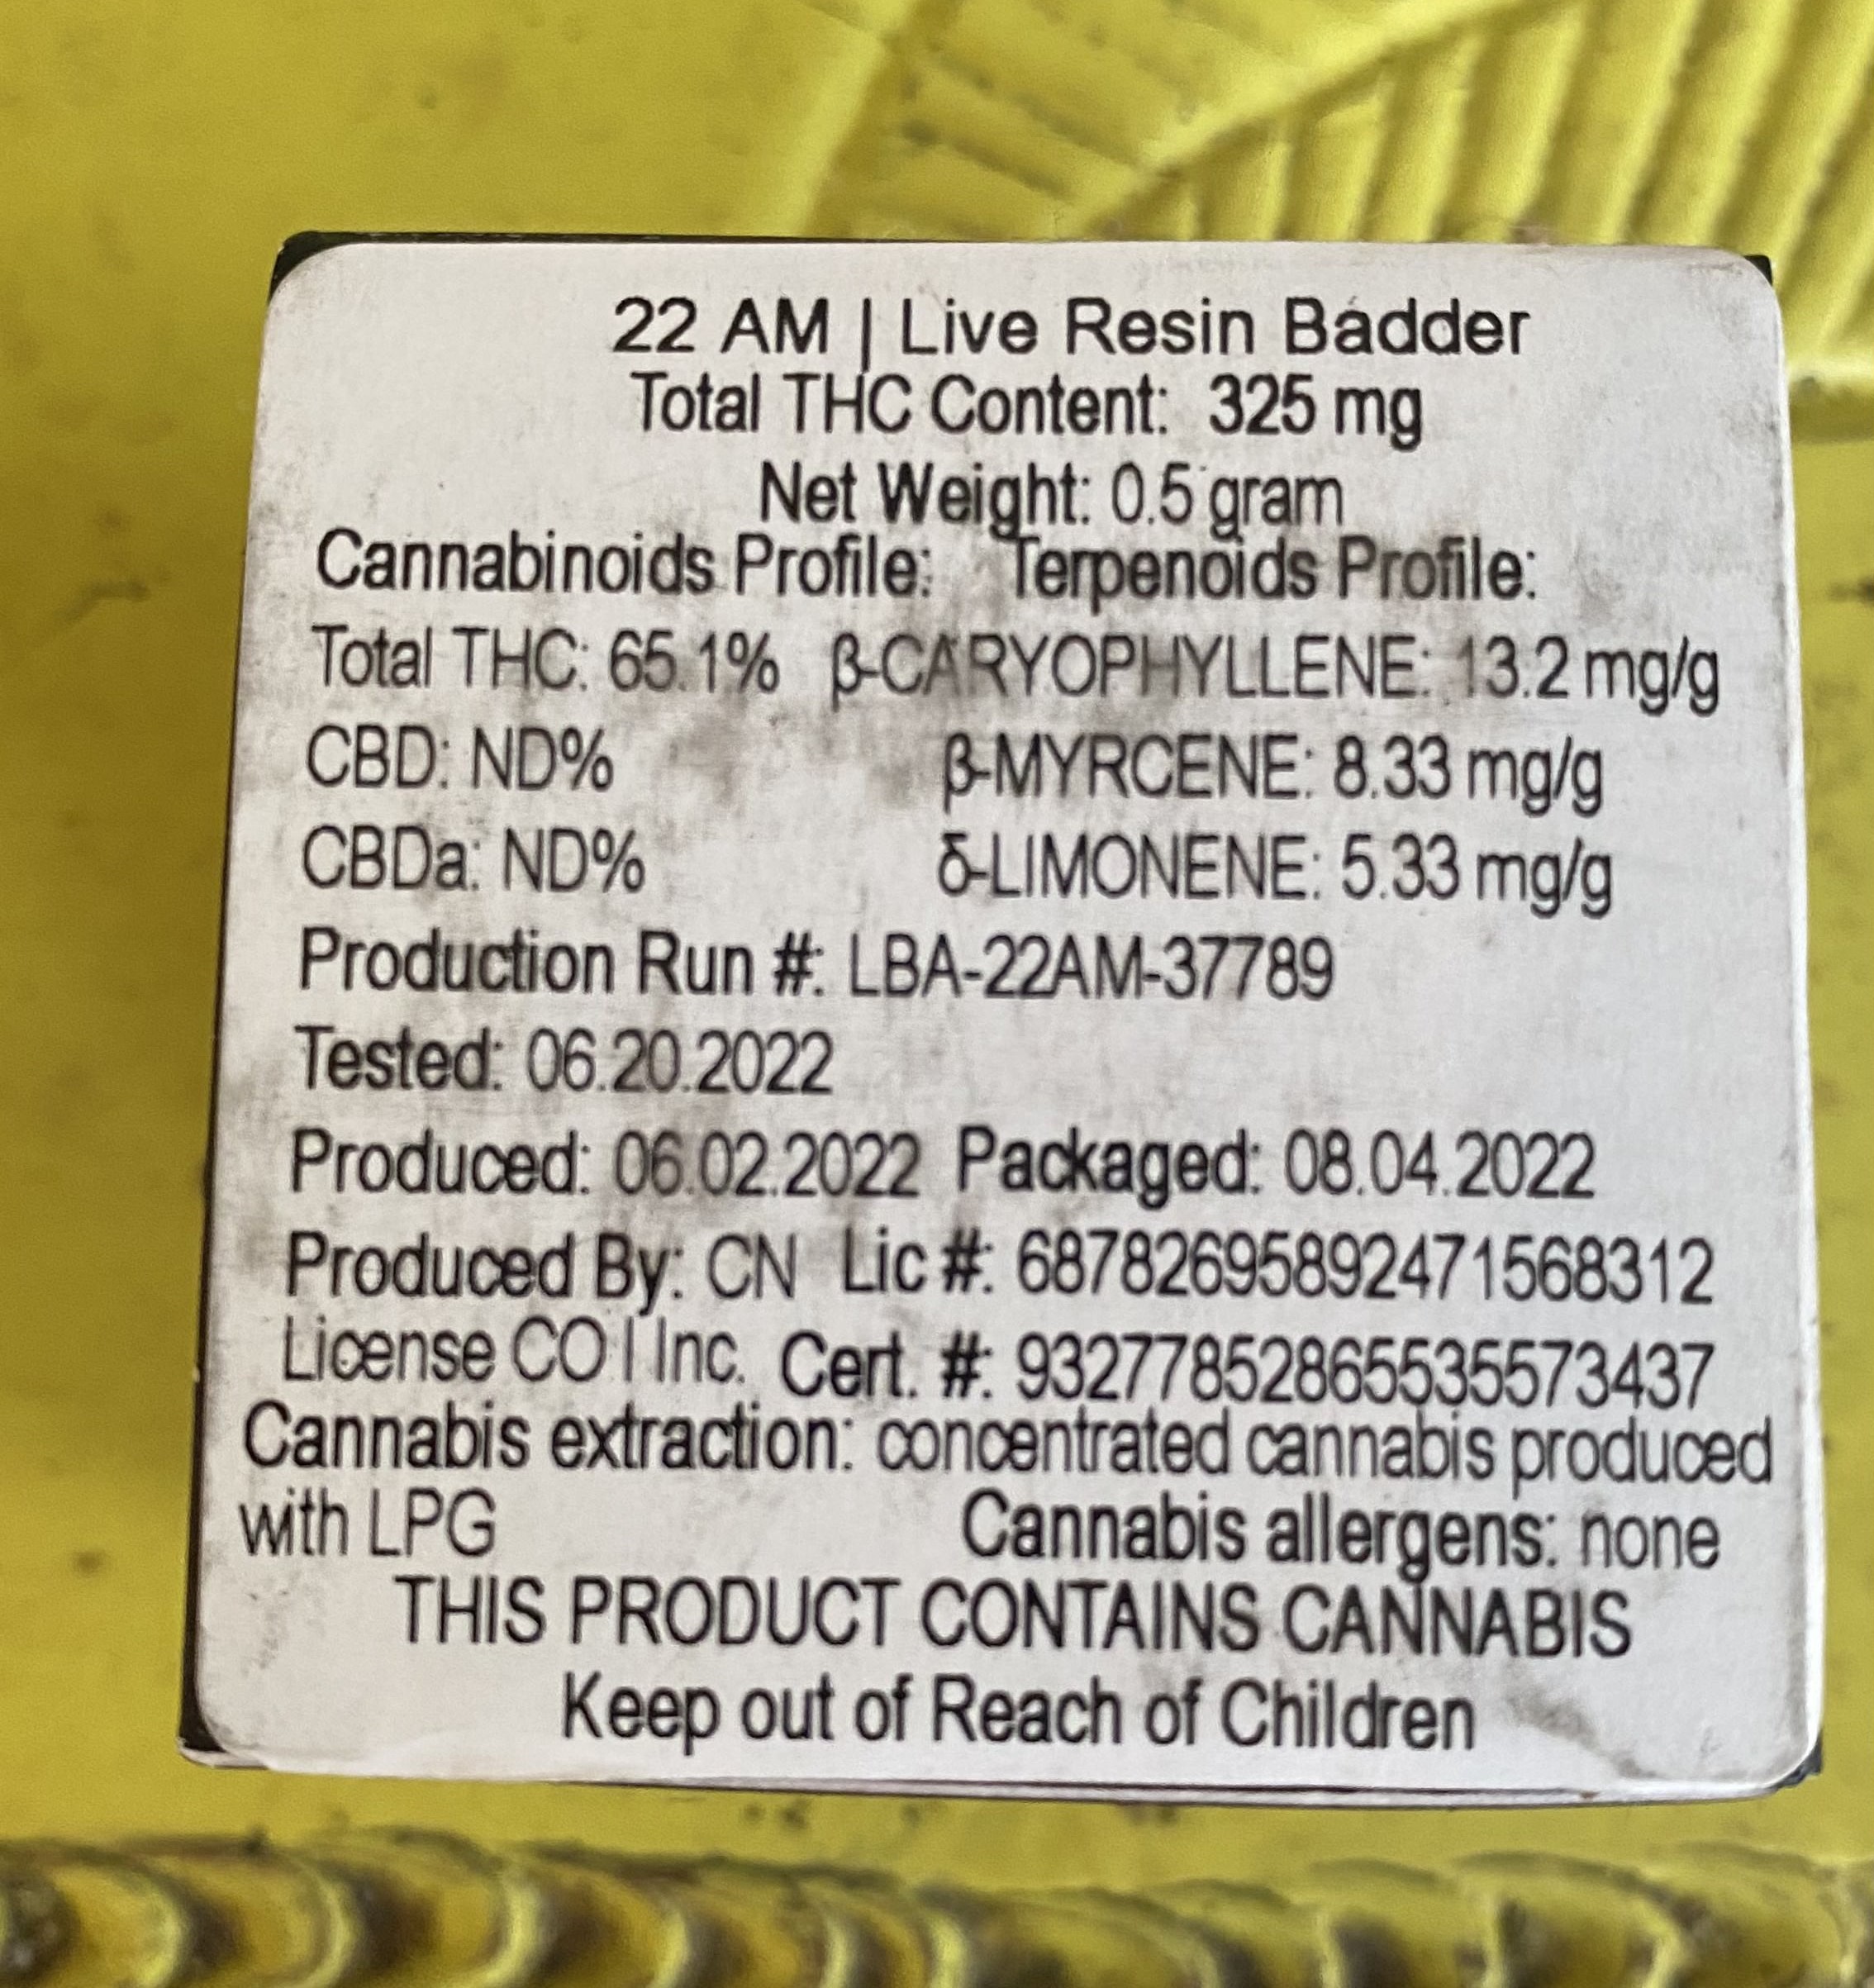 22 AM | Live Resin Badder
Total THC Content: 325 mg
Net Weight: 0.5 gram
Cannabinoids Profile: Terpenoids Profile:
Total THC: 65.1% β-CARYOPHYLLENE: 13.2 mg/g
CBD: ND% β-MYRCENE: 8.33 mg/g
CBDa: ND% δ-LIMONENE: 5.33 mg/g
Production Run #: LBA-22AM-37789
Tested: 06.20.2022
Produced: 06.02.2022 Packaged: 08.04.2022
Produced By: CN Lic #: 687826958924715683​12
License CO | Inc. Cert. #: 93277852865535573437
Cannabis extraction: concentrated cannabis produced
with LPG Cannabis allergens: none
THIS PRODUCT CONTAINS CANNABIS
Keep out of Reach of Children